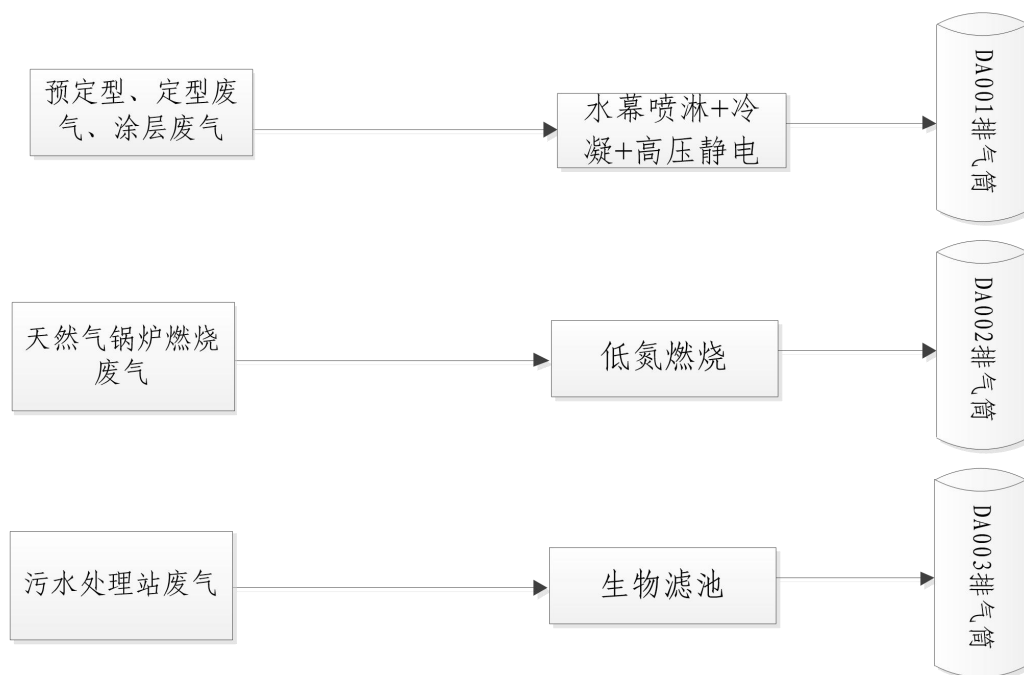 预定型、定型废
气、涂层废气
水幕喷淋+冷
凝+高压静电
DA001排气筒
天然气锅炉燃烧
废气
低氮燃烧
DA002排气筒
污水处理站废气
生物滤池
DA003排气筒